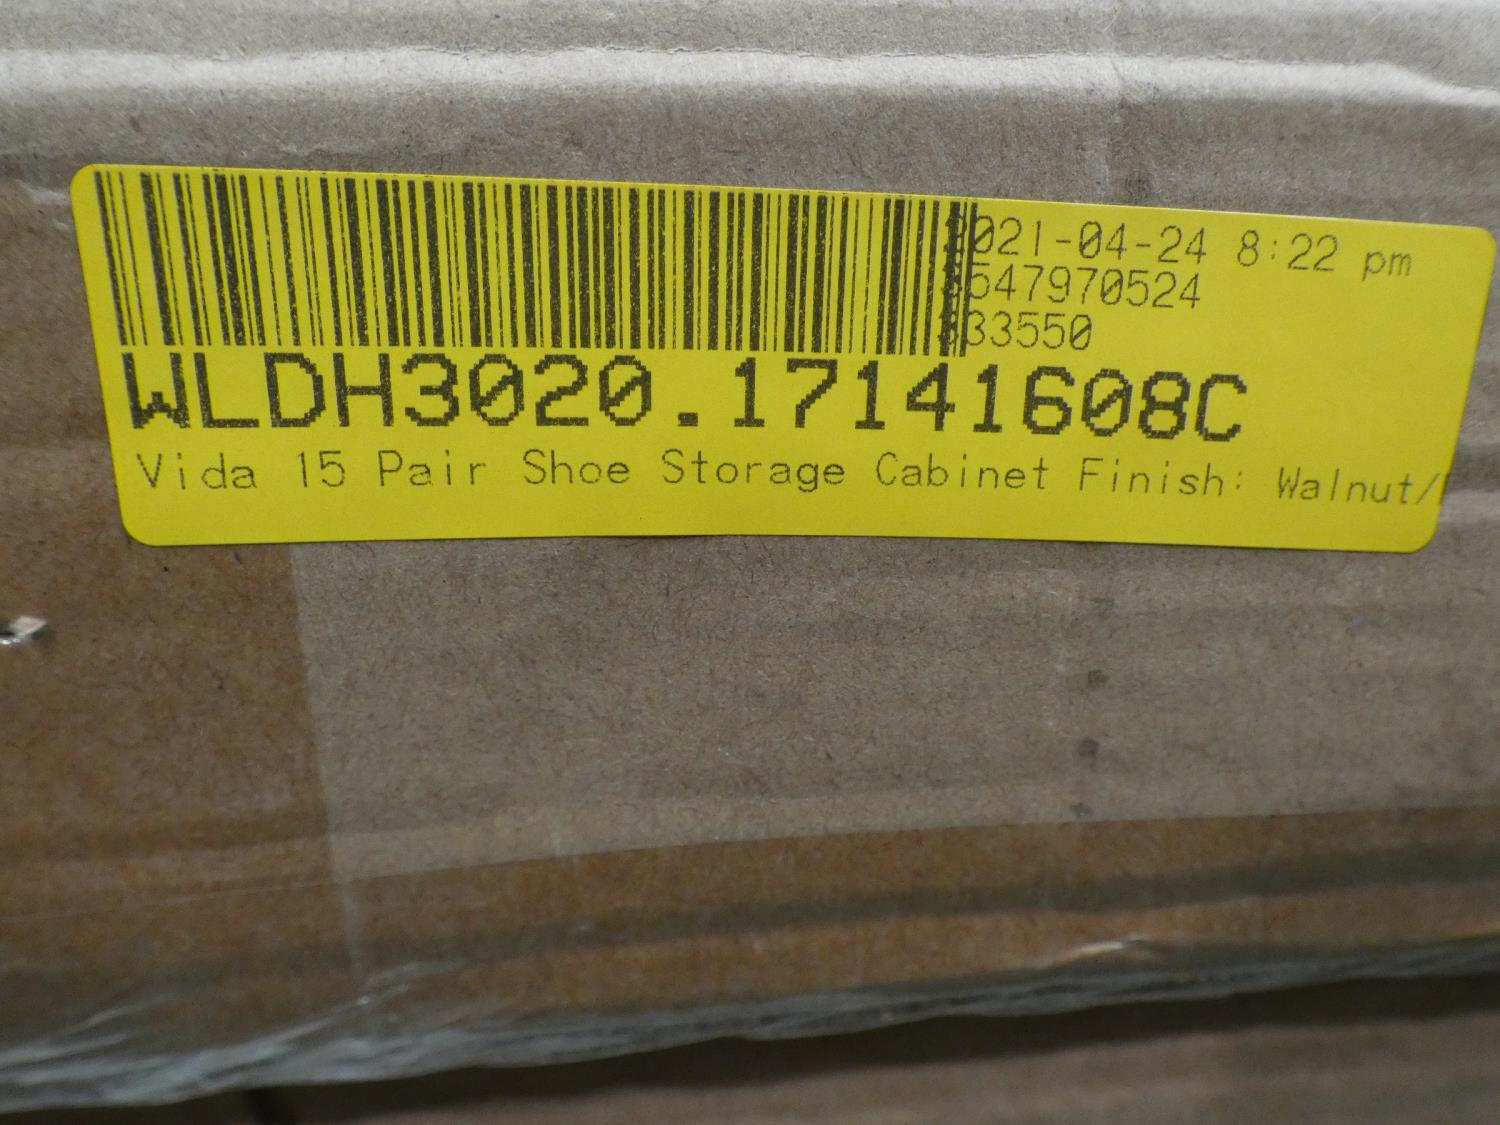 2021-04-24 8:22 pm
547970524
33550
WLDH3020.17141608C
Vida 15 Pair Shoe Storage Cabinet Finish: Walnut/